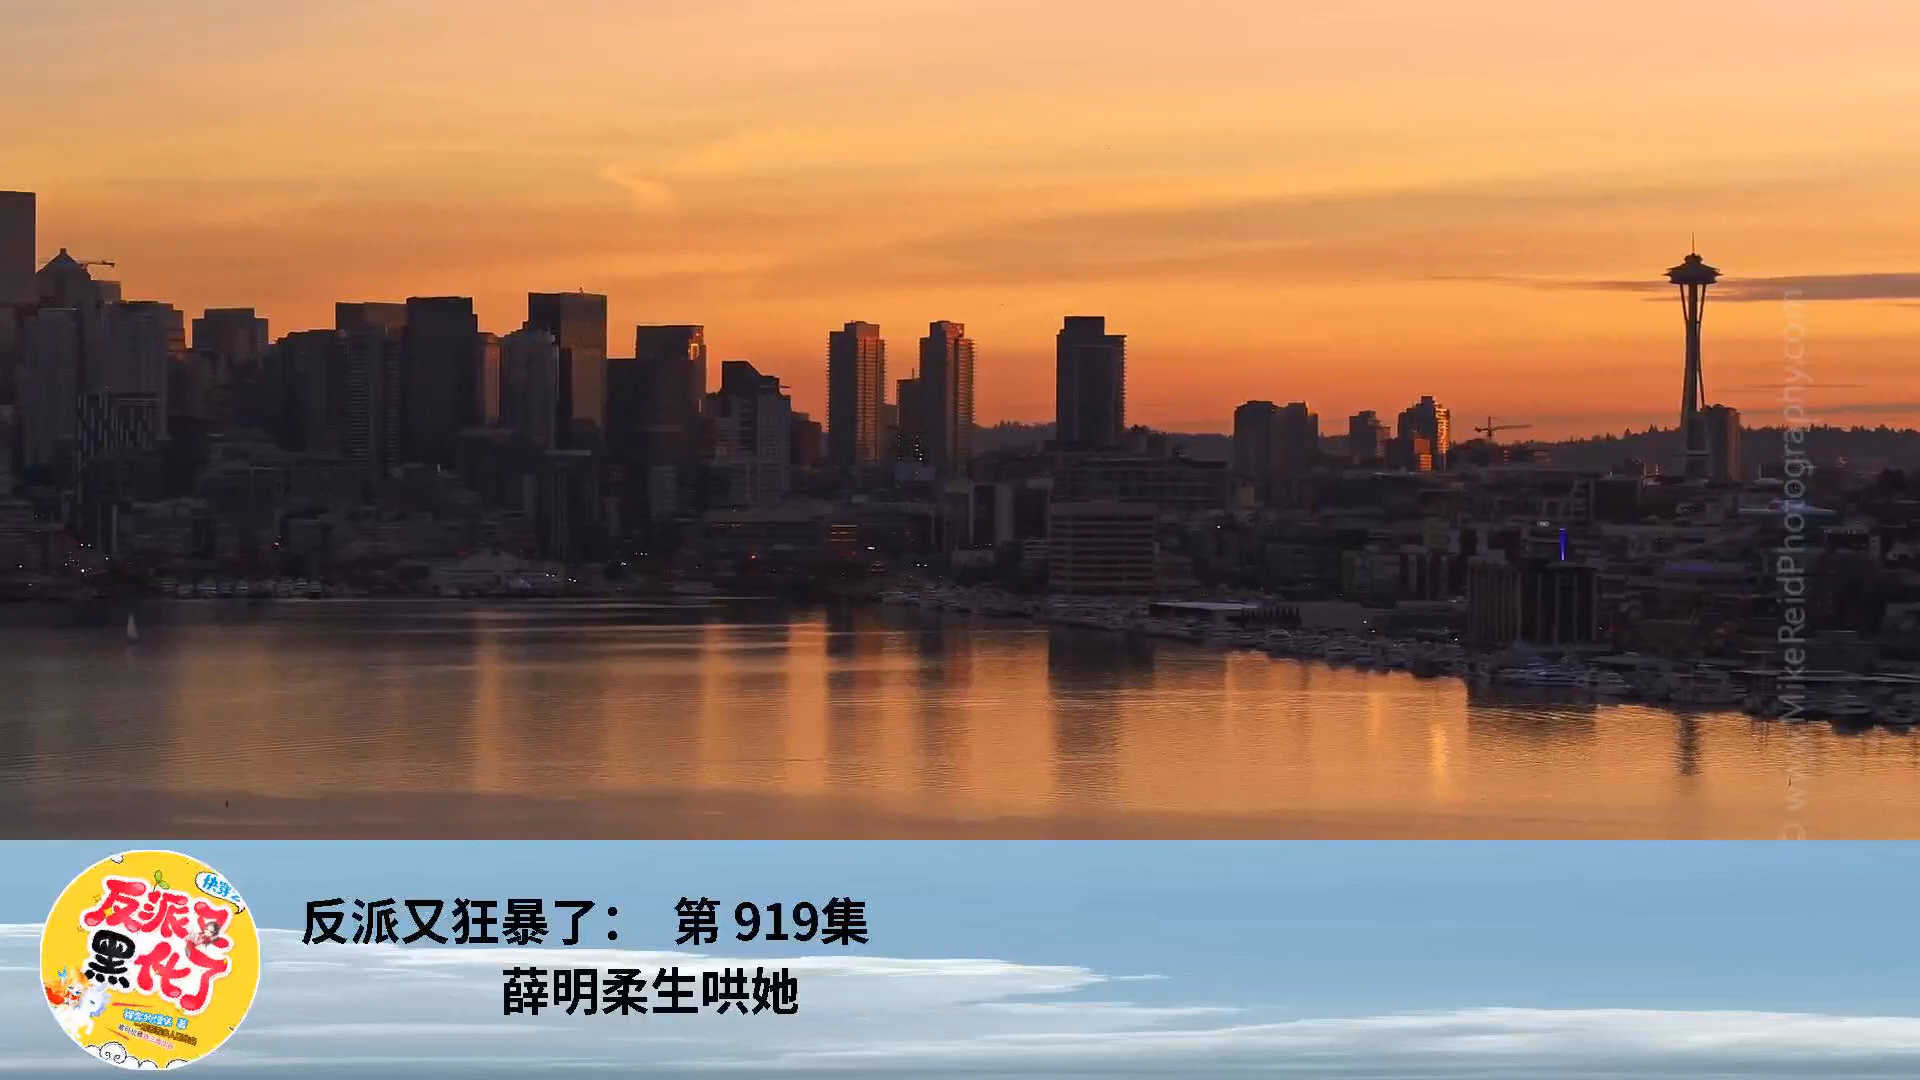 © www.MikeReidPhotography.com
快穿
反派又
黑化了
反派又狂暴了： 第 919集
薛明柔生哄她